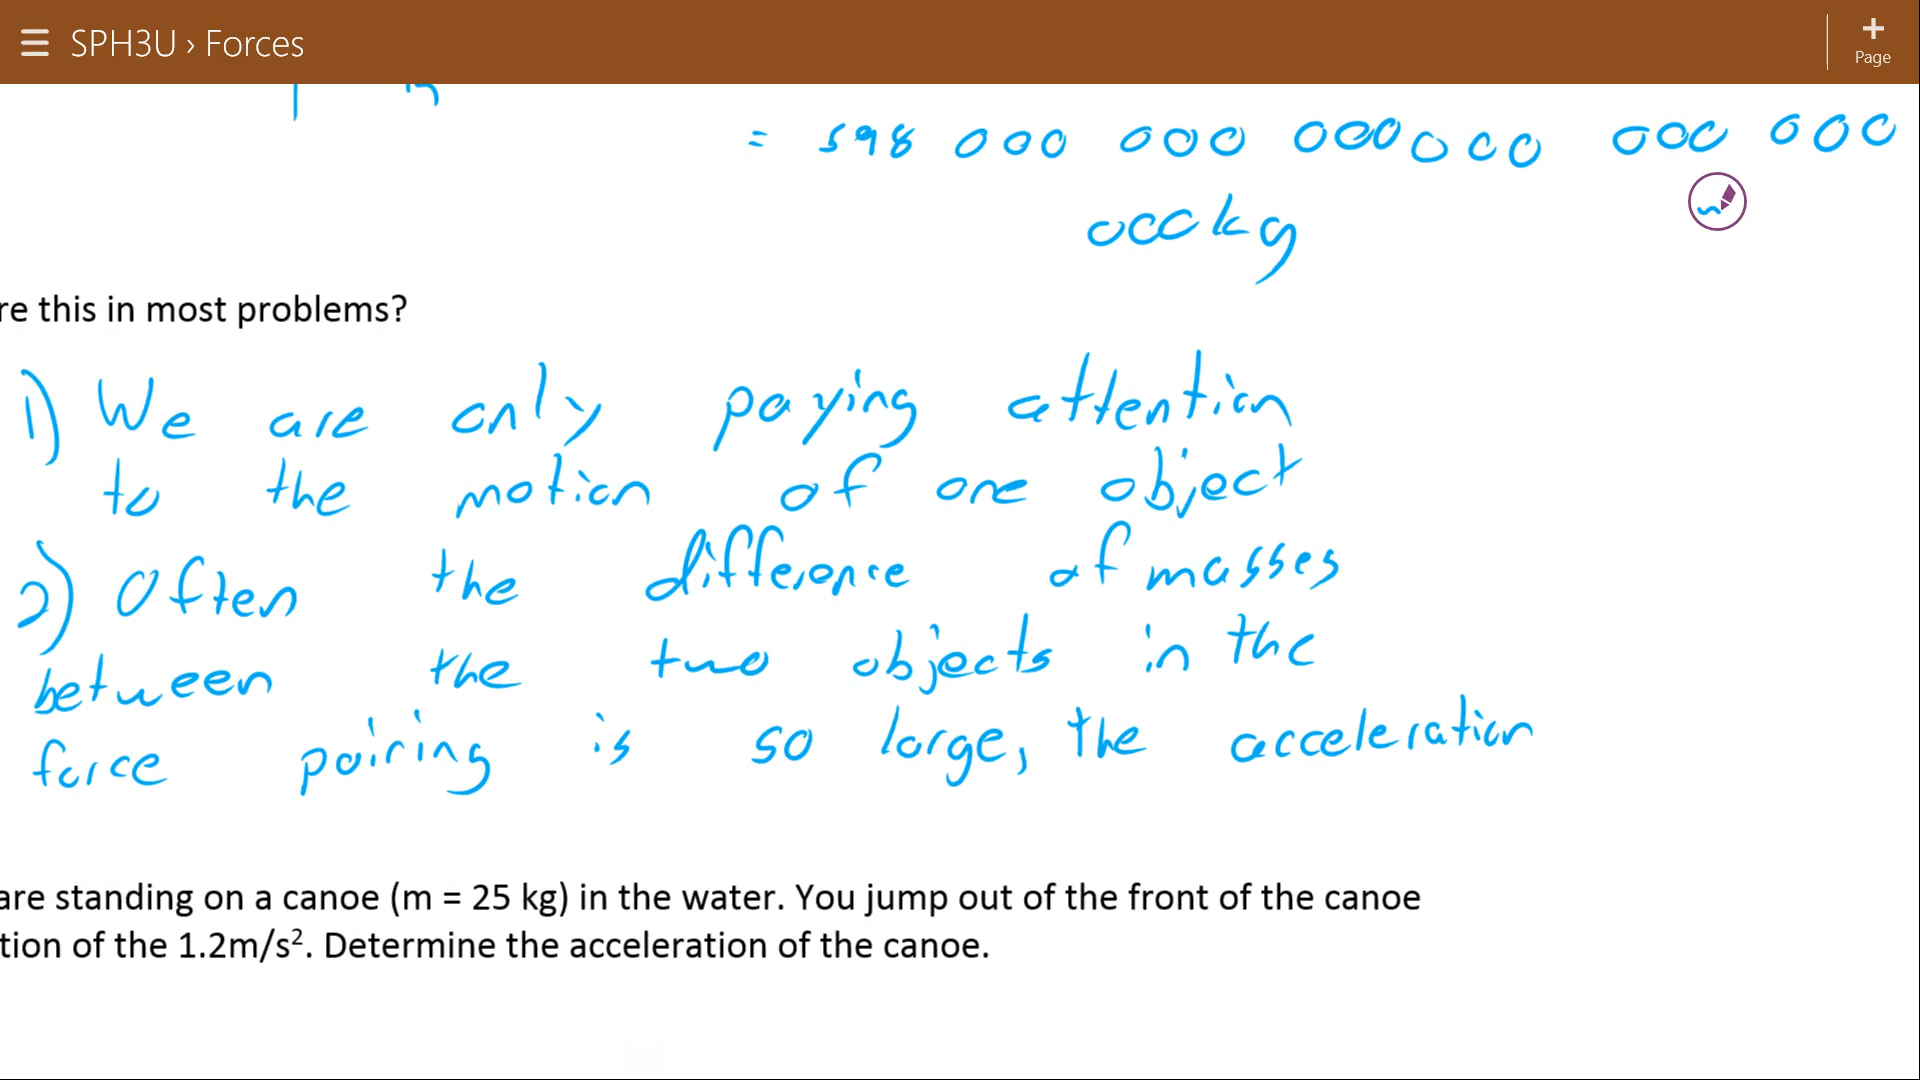 SPH3U › Forces
Page
= 598 000 000 000 000 000 000
000kg
re this in most problems?
1) We are only paying attention
to the motion of one object
2) Often the difference of masses
between the two objects in the
force pairing is so large, the acceleration
are standing on a canoe (m = 25 kg) in the water. You jump out of the front of the canoe
tion of the 1.2m/s². Determine the acceleration of the canoe.